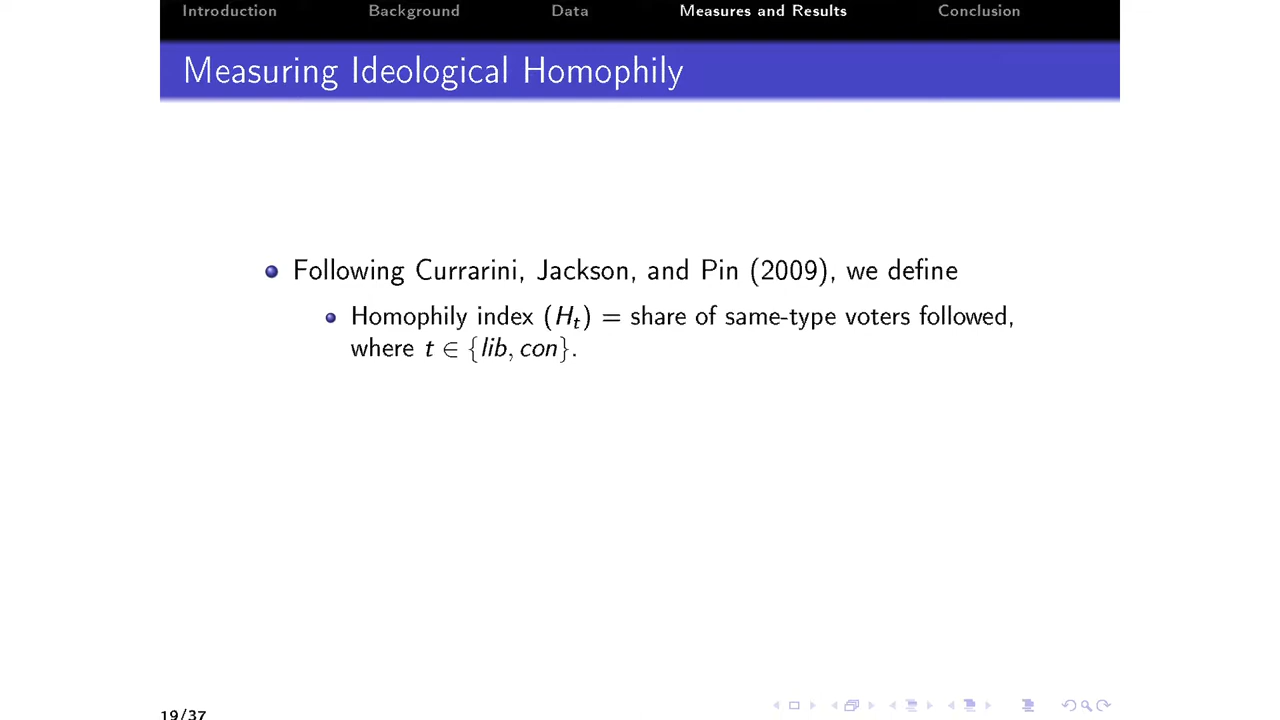 Introduction Background Data Measures and Results Conclusion
Measuring Ideological Homophily
Following Currarini, Jackson, and Pin (2009), we define
Homophily index (H_t) = share of same-type voters followed,
where t ∈ {lib, con}.
19/37